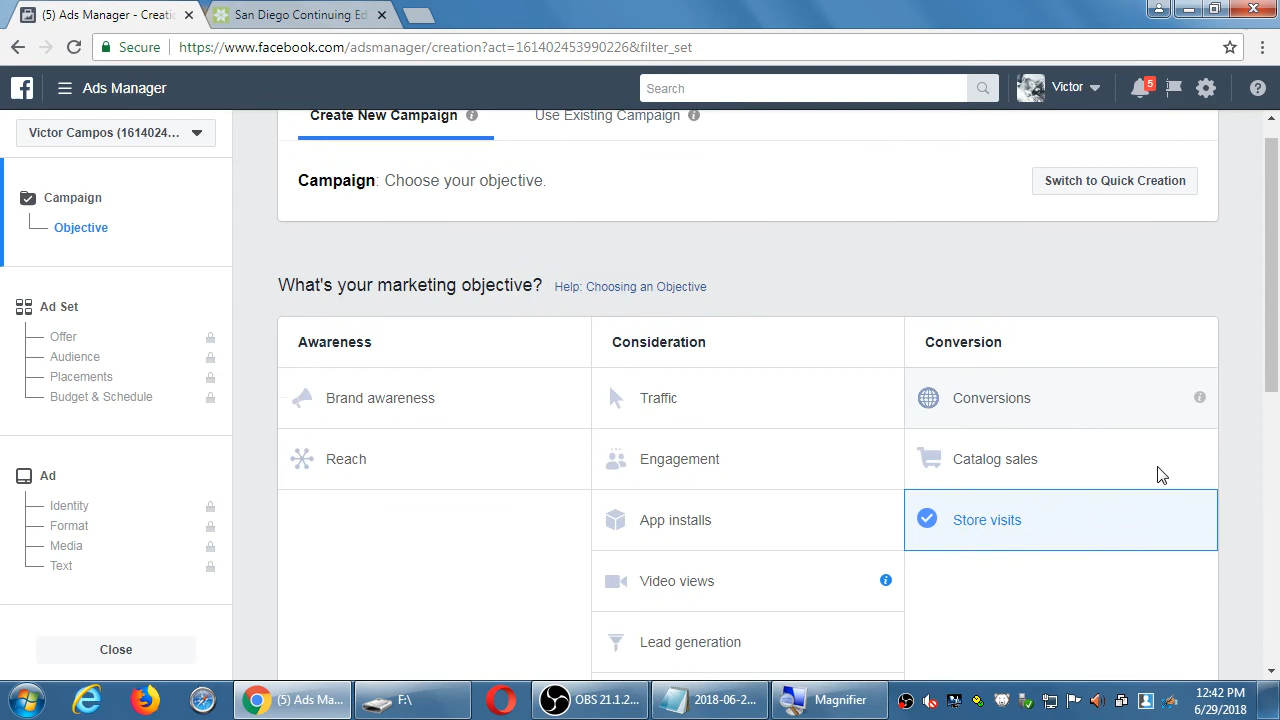 (5) Ads Manager - Creatio
San Diego Continuing Ed
Secure
https://www.facebook.com/adsmanager/creation?act=161402453990226&filter_set
Ads Manager
Search
Victor
5
Victor Campos (1614024...
Create New Campaign
Use Existing Campaign
Campaign: Choose your objective.
Switch to Quick Creation
Campaign
Objective
What's your marketing objective?
Help: Choosing an Objective
Ad Set
Offer
Audience
Placements
Budget & Schedule
Awareness
Consideration
Conversion
Brand awareness
Traffic
Conversions
Reach
Engagement
Catalog sales
App installs
Store visits
Video views
Lead generation
Ad
Identity
Format
Media
Text
Close
(5) Ads Ma...
F:\
OBS 21.1.2...
2018-06-2...
Magnifier
12:42 PM
6/29/2018